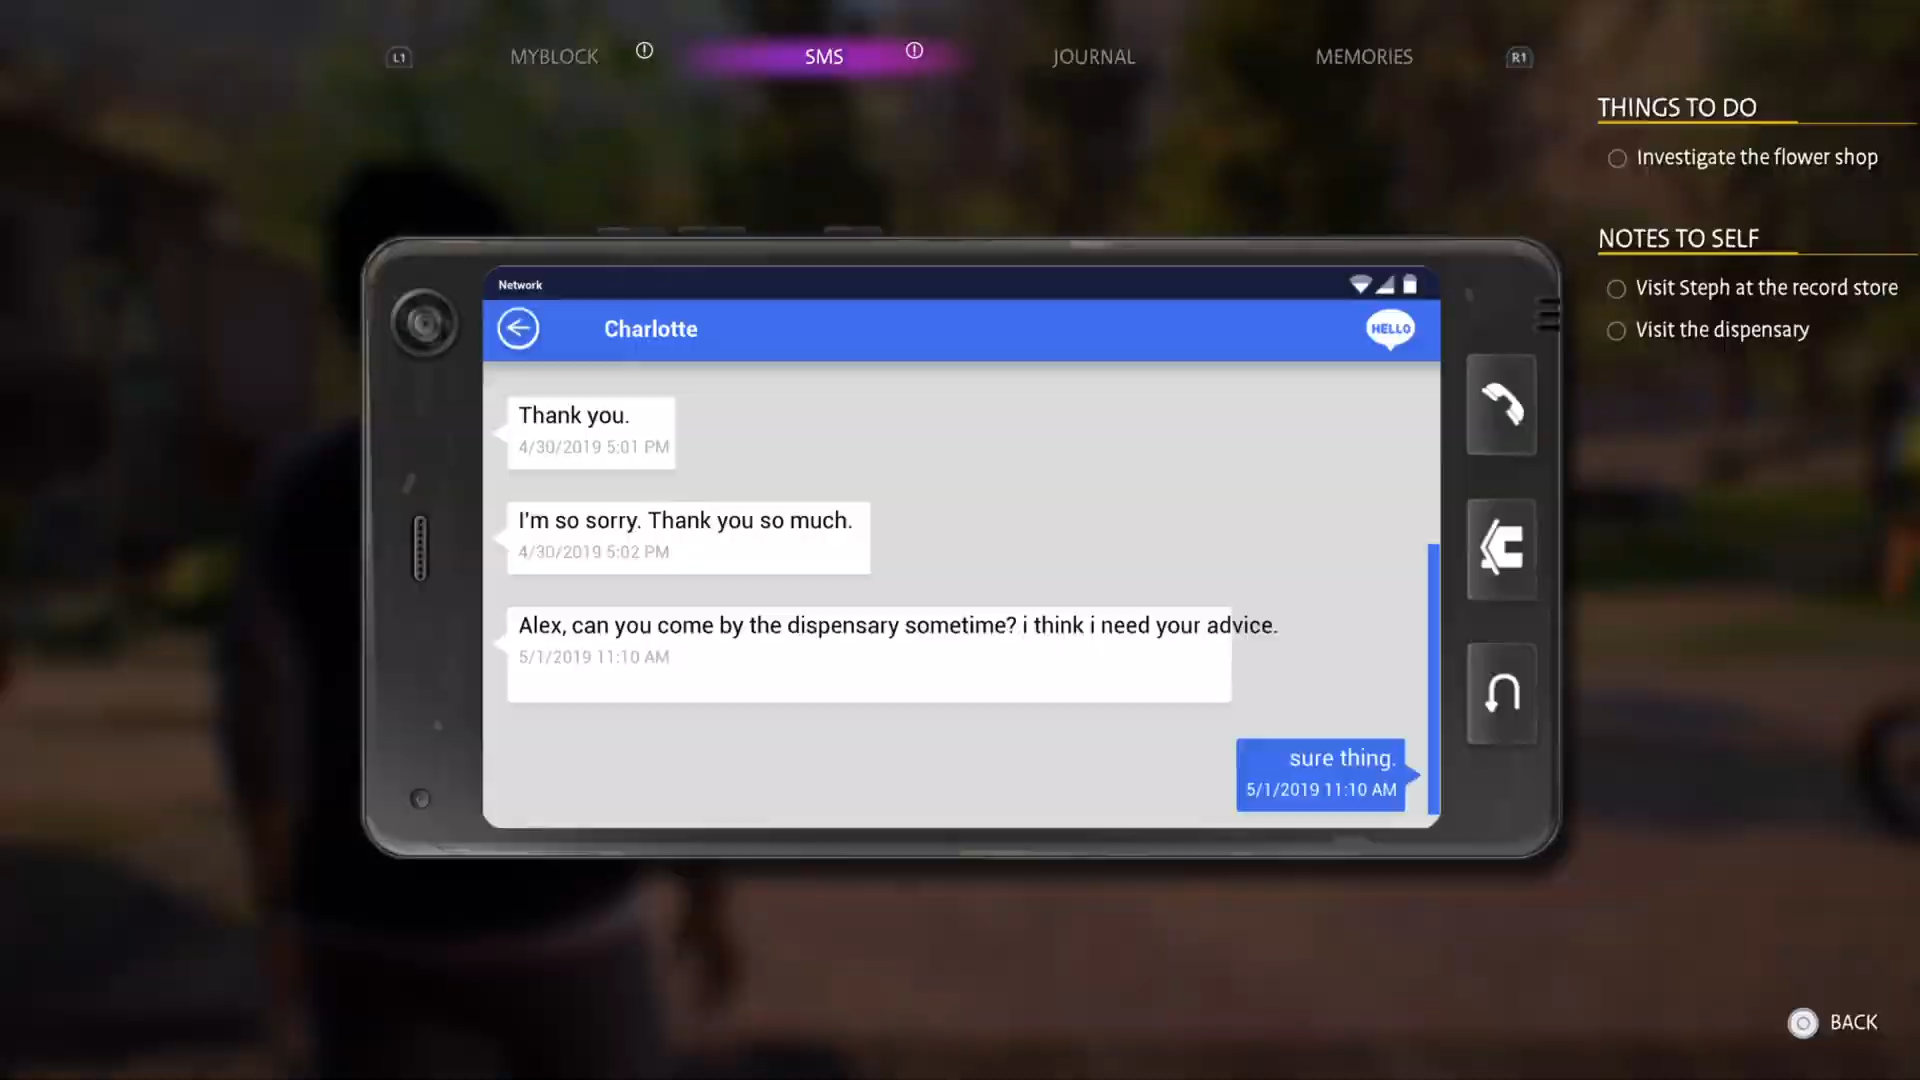 L1
MYBLOCK
SMS
JOURNAL
MEMORIES
R1
THINGS TO DO
Investigate the flower shop
NOTES TO SELF
Visit Steph at the record store
Visit the dispensary
Network
Charlotte
HELLO
Thank you.
4/30/2019 5:01 PM
I'm so sorry. Thank you so much.
4/30/2019 5:02 PM
Alex, can you come by the dispensary sometime? i think i need your advice.
5/1/2019 11:10 AM
sure thing.
5/1/2019 11:10 AM
BACK